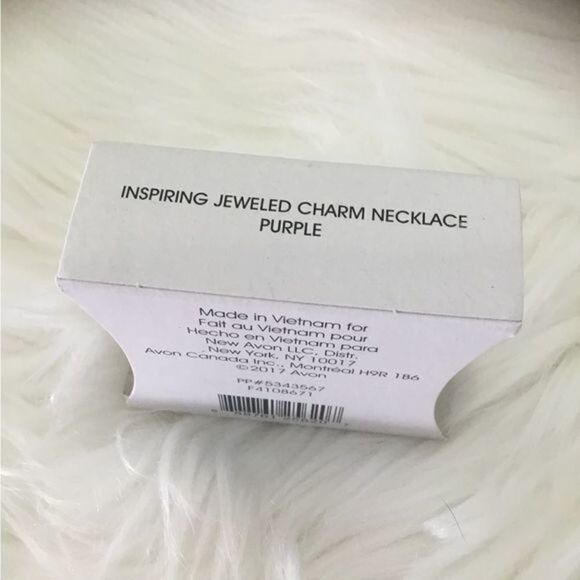 INSPIRING JEWELED CHARM NECKLACE
PURPLE
Made in Vietnam for
Fait au Vietnam pour
Hecho en Vietnam para
New Avon LLC, Distr.
New York, NY 10017
Avon Canada Inc., Montréal H9R 1B6
©2017 Avon
PP#5343567
F4108671